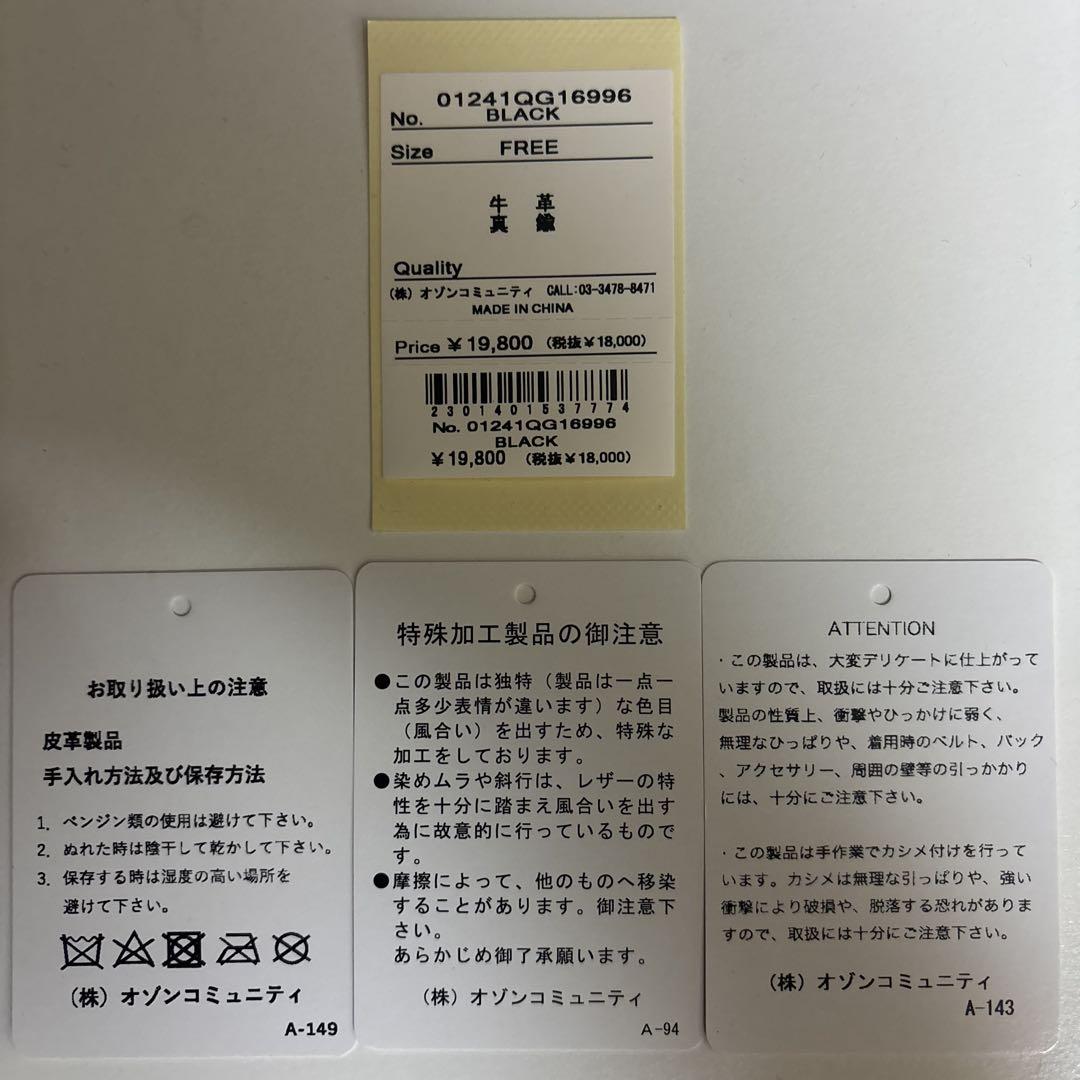 No. 01241QG16996
BLACK
Size FREE
牛 革
真 鍮
Quality
(株) オゾンコミュニティ CALL:03-3478-8471
MADE IN CHINA
Price ¥19,800 (税抜¥18,000)
2301401537774
No. 01241QG16996
BLACK
¥19,800 (税抜¥18,000)
お取り扱い上の注意
皮革製品
手入れ方法及び保存方法
1. ベンジン類の使用は避けて下さい。
2. ぬれた時は陰干して乾かして下さい。
3. 保存する時は湿度の高い場所を
避けて下さい。
(株) オゾンコミュニティ
A-149
特殊加工製品の御注意
●この製品は独特(製品は一点一
点多少表情が違います)な色目
(風合い)を出すため、特殊な
加工をしております。
●染めムラや斜行は、レザーの特
性を十分に踏まえ風合いを出す
為に故意的に行っているもので
す。
●摩擦によって、他のものへ移染
することがあります。御注意下
さい。
あらかじめ御了承願います。
(株) オゾンコミュニティ
A-94
ATTENTION
・この製品は、大変デリケートに仕上がって
いますので、取扱には十分ご注意下さい。
製品の性質上、衝撃やひっかけに弱く、
無理なひっぱりや、着用時のベルト、バック
、アクセサリー、周囲の壁等の引っかかり
には、十分にご注意下さい。
・この製品は手作業でカシメ付けを行って
います。カシメは無理な引っぱりや、強い
衝撃により破損や、脱落する恐れがありま
すので、取扱には十分にご注意下さい。
(株) オゾンコミュニティ
A-143